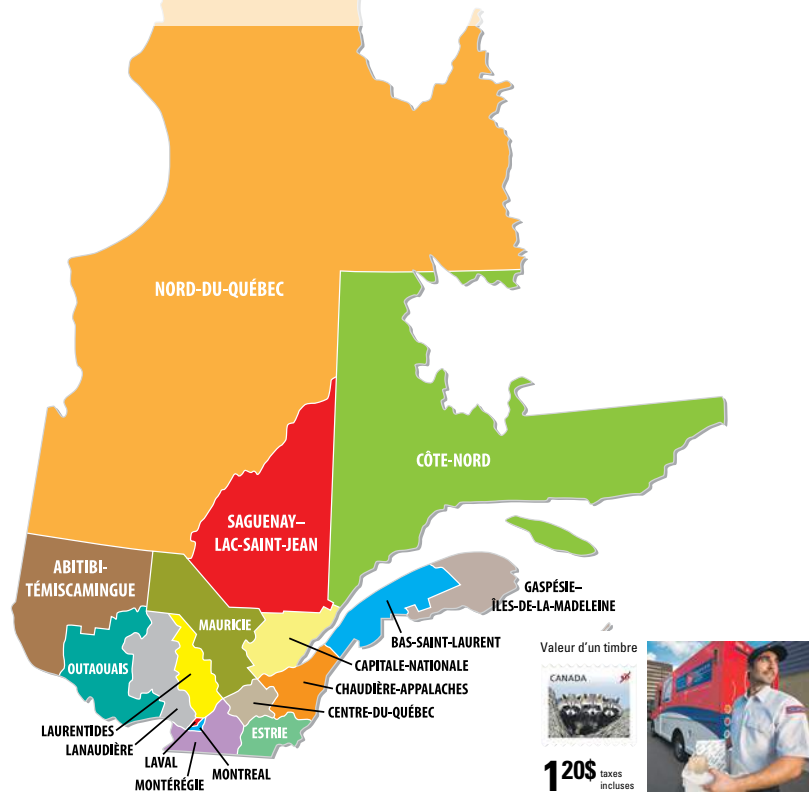 NORD-DU-QUÉBEC
CÔTE-NORD
SAGUENAY–
LAC-SAINT-JEAN
ABITIBI-
TÉMISCAMINGUE
GASPÉSIE–
ÎLES-DE-LA-MADELEINE
MAURICIE
BAS-SAINT-LAURENT
OUTAOUAIS
CAPITALE-NATIONALE
CHAUDIÈRE-APPALACHES
CENTRE-DU-QUÉBEC
LAURENTIDES
ESTRIE
LANAUDIÈRE
LAVAL
MONTREAL
MONTÉRÉGIE
Valeur d'un timbre
CANADA
1 20$ taxes
incluses